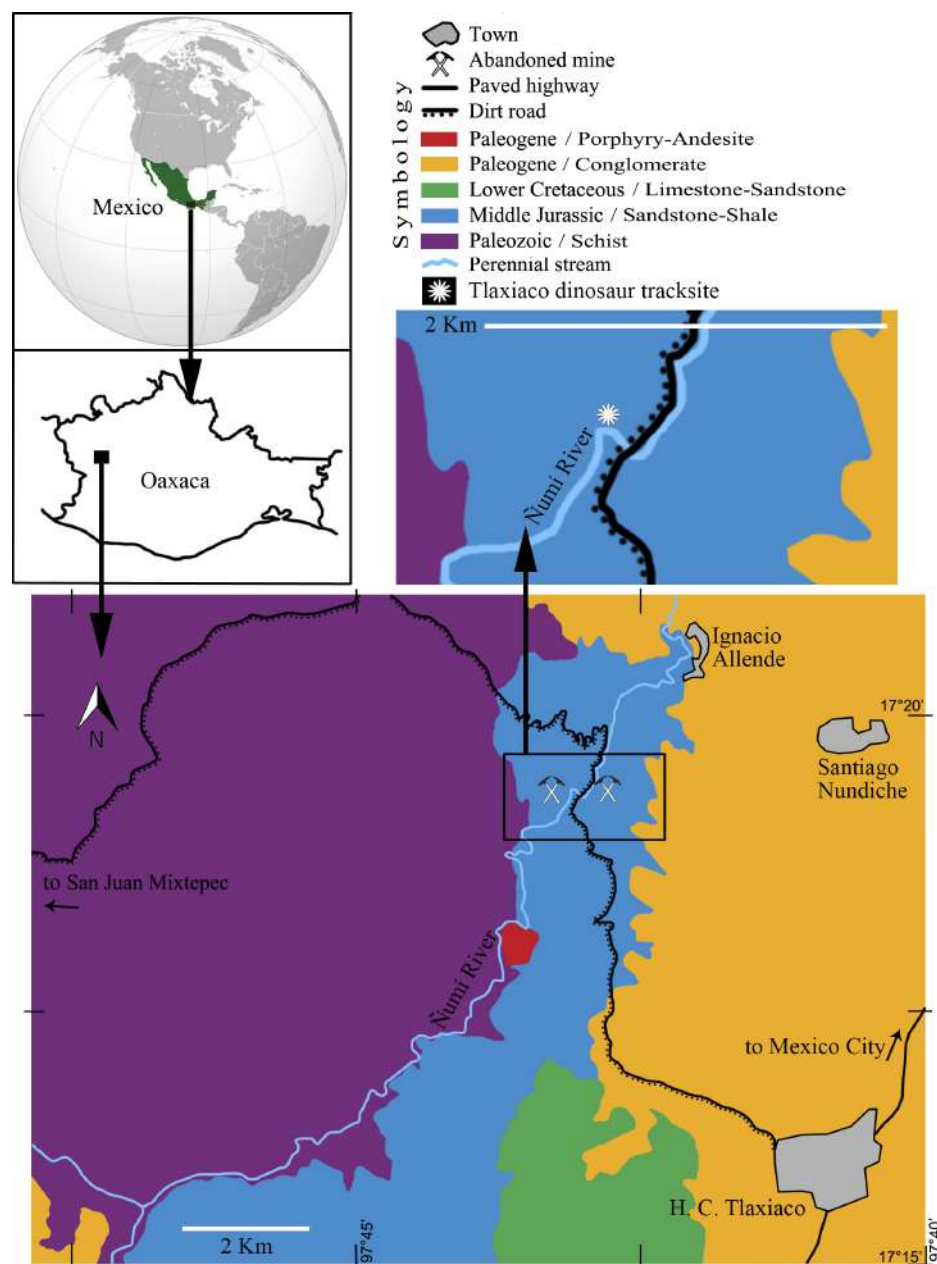 Mexico
Oaxaca
Symbology
Town
Abandoned mine
Paved highway
Dirt road
Paleogene / Porphyry-Andesite
Paleogene / Conglomerate
Lower Cretaceous / Limestone-Sandstone
Middle Jurassic / Sandstone-Shale
Paleozoic / Schist
Perennial stream
Tlaxiaco dinosaur tracksite
2 Km
Ñumi River
Ignacio
Allende
17°20'
N
Santiago
Nundiche
to San Juan Mixtepec
Ñumi River
to Mexico City
H. C. Tlaxiaco
2 Km
97°45'
17°15'
97°40'